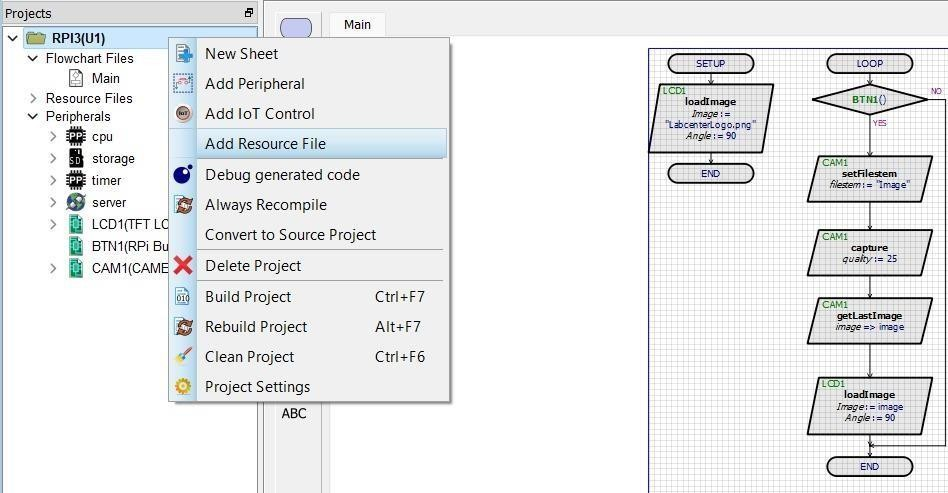 Projects
RPI3(U1)
Flowchart Files
Main
Resource Files
Peripherals
cpu
storage
timer
server
LCD1(TFT LC
BTN1(RPi Bu
CAM1(CAME
New Sheet
Add Peripheral
Add IoT Control
Add Resource File
Debug generated code
Always Recompile
Convert to Source Project
Delete Project
Build Project Ctrl+F7
Rebuild Project Alt+F7
Clean Project Ctrl+F6
Project Settings
ABC
Main
SETUP
LCD1
loadImage
Image :=
"LabcenterLogo.png"
Angle := 90
END
LOOP
BTN1()
NO
YES
CAM1
setFilestem
filestem := "Image"
CAM1
capture
quality := 25
CAM1
getLastImage
image => image
LCD1
loadImage
Image := image
Angle := 90
END